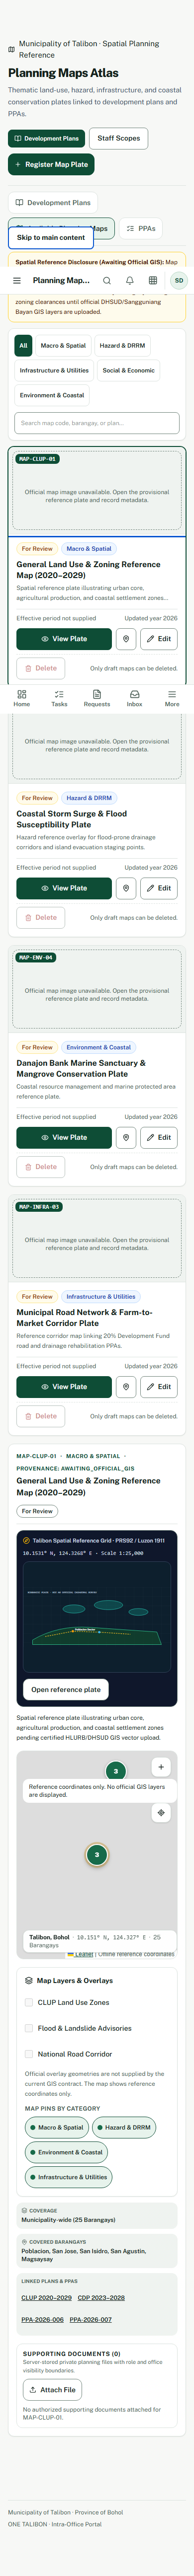 Municipality of Talibon · Spatial Planning
Reference
Planning Maps Atlas
Thematic land-use, hazard, infrastructure, and coastal
conservation plates linked to development plans and
PPAs.
Development Plans
Staff Scopes
Register Map Plate
Development Plans
Maps
PPAs
Skip to main content
Spatial Reference Disclosure (Awaiting Official GIS): Map
Planning Map...
SD
zoning clearances until official DHSUD/Sangguniang
Bayan GIS layers are uploaded.
All
Macro & Spatial
Hazard & DRRM
Infrastructure & Utilities
Social & Economic
Environment & Coastal
Search map code, barangay, or plan...
MAP-CLUP-01
Official map image unavailable. Open the provisional
reference plate and record metadata.
For Review
Macro & Spatial
General Land Use & Zoning Reference
Map (2020–2029)
Spatial reference plate illustrating urban core,
agricultural production, and coastal settlement zones...
Effective period not supplied
Updated year 2026
View Plate
Edit
Delete
Only draft maps can be deleted.
Home
Tasks
Requests
Inbox
More
Official map image unavailable. Open the provisional
reference plate and record metadata.
For Review
Hazard & DRRM
Coastal Storm Surge & Flood
Susceptibility Plate
Hazard reference overlay for flood-prone drainage
corridors and island evacuation staging points.
Effective period not supplied
Updated year 2026
View Plate
Edit
Delete
Only draft maps can be deleted.
MAP-ENV-04
Official map image unavailable. Open the provisional
reference plate and record metadata.
For Review
Environment & Coastal
Danajon Bank Marine Sanctuary &
Mangrove Conservation Plate
Coastal resource management and marine protected area
reference plate.
Effective period not supplied
Updated year 2026
View Plate
Edit
Delete
Only draft maps can be deleted.
MAP-INFRA-03
Official map image unavailable. Open the provisional
reference plate and record metadata.
For Review
Infrastructure & Utilities
Municipal Road Network & Farm-to-
Market Corridor Plate
Reference corridor map linking 20% Development Fund
road and drainage rehabilitation PPAs.
Effective period not supplied
Updated year 2026
View Plate
Edit
Delete
Only draft maps can be deleted.
MAP-CLUP-01 • MACRO & SPATIAL •
PROVENANCE: AWAITING_OFFICIAL_GIS
General Land Use & Zoning Reference
Map (2020–2029)
For Review
Talibon Spatial Reference Grid · PRS92 / Luzon 1911
10.1531° N, 124.3268° E · Scale 1:25,000
Open reference plate
Spatial reference plate illustrating urban core,
agricultural production, and coastal settlement zones
pending certified HLURB/DHSUD GIS vector upload.
3
Reference coordinates only. No official GIS layers
are displayed.
3
Talibon, Bohol · 10.151° N, 124.327° E · 25
Barangays
Leaflet | Offline reference coordinates
Map Layers & Overlays
CLUP Land Use Zones
Flood & Landslide Advisories
National Road Corridor
Official overlay geometries are not supplied by the
current GIS contract. The map shows reference
coordinates only.
MAP PINS BY CATEGORY
Macro & Spatial
Hazard & DRRM
Environment & Coastal
Infrastructure & Utilities
COVERAGE
Municipality-wide (25 Barangays)
COVERED BARANGAYS
Poblacion, San Jose, San Isidro, San Agustin,
Magsaysay
LINKED PLANS & PPAS
CLUP 2020–2029
CDP 2023–2028
PPA-2026-006
PPA-2026-007
SUPPORTING DOCUMENTS (0)
Server-stored private planning files with role and office
visibility boundaries.
Attach File
No authorized supporting documents attached for
MAP-CLUP-01.
Municipality of Talibon · Province of Bohol
ONE TALIBON · Intra-Office Portal